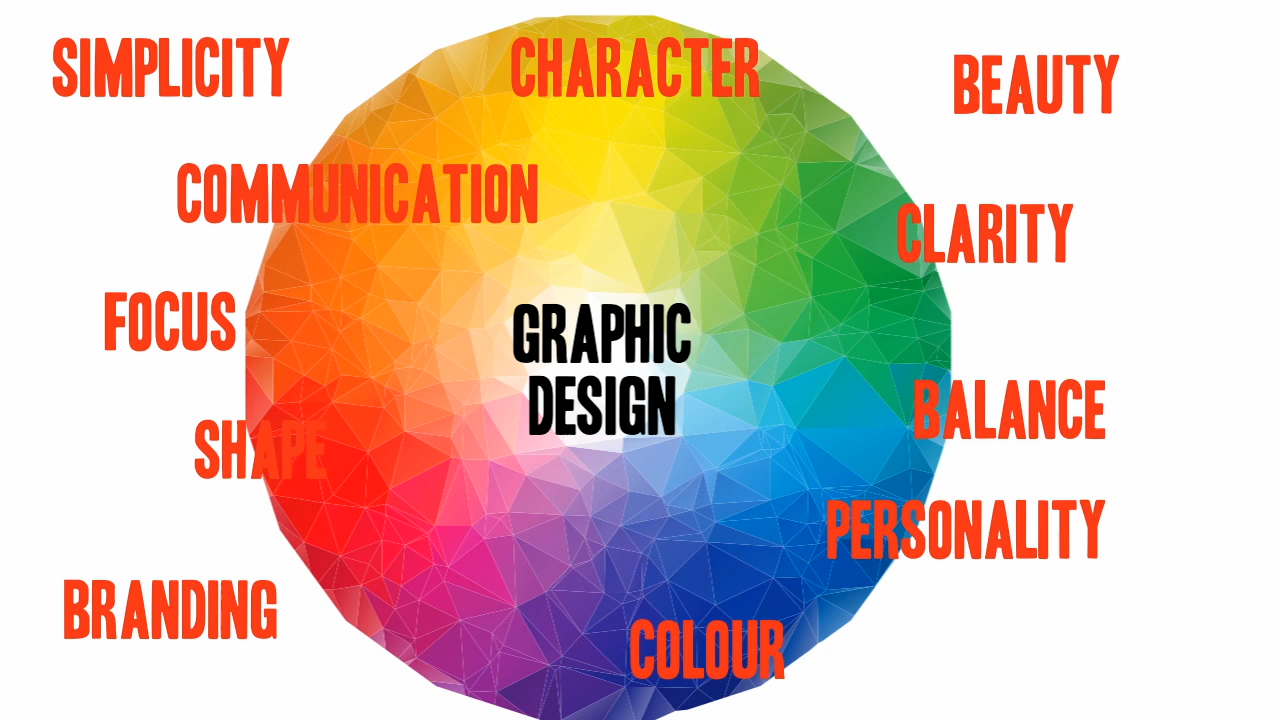 SIMPLICITY
CHARACTER
BEAUTY
COMMUNICATION
CLARITY
FOCUS
GRAPHIC
DESIGN
BALANCE
SHAPE
PERSONALITY
BRANDING
COLOUR